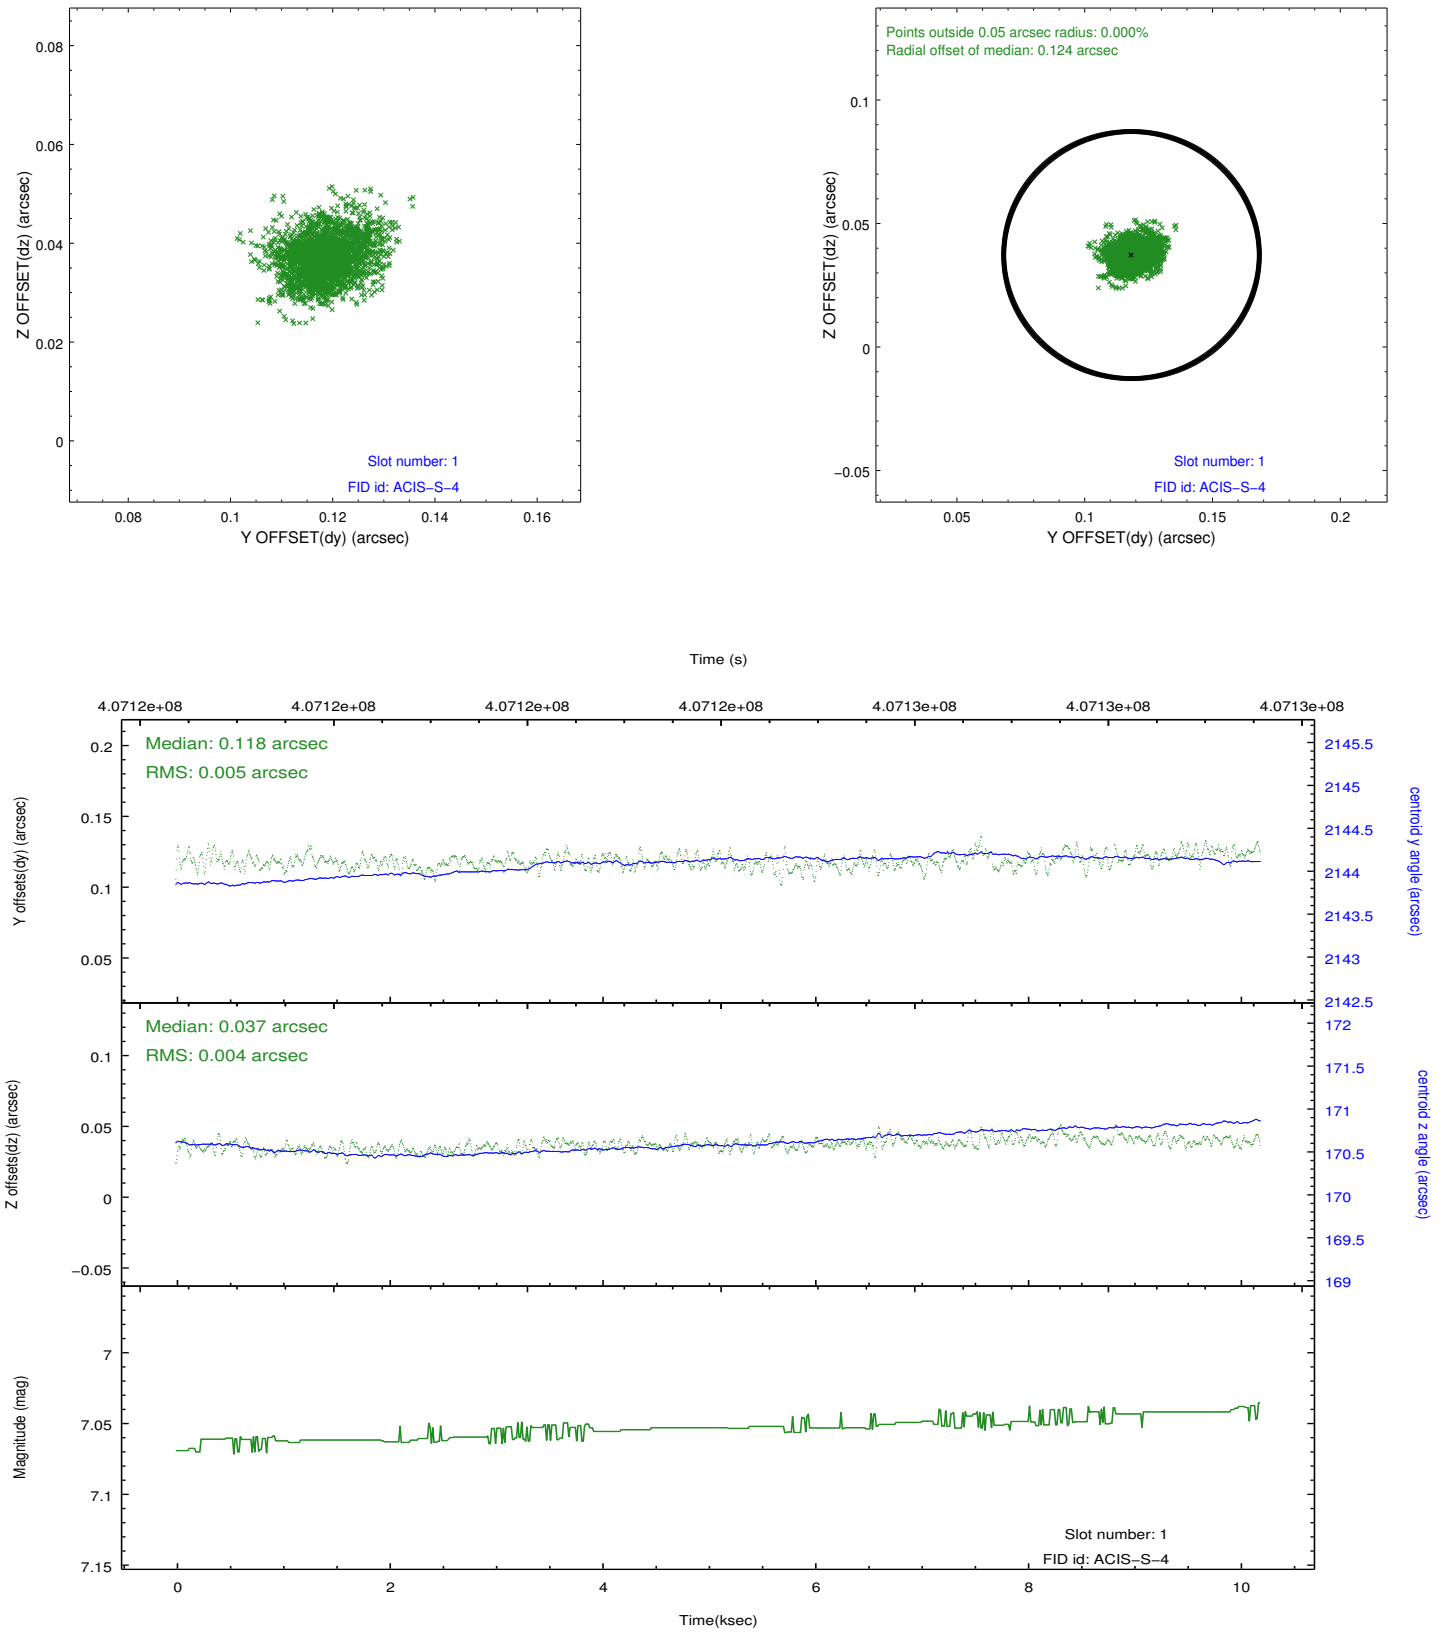 0.08
0.06
0.04
0.02
0
Z OFFSET(dz) (arcsec)
Slot number: 1
FID id: ACIS−S−4
0.08 0.1 0.12 0.14 0.16
Y OFFSET(dy) (arcsec)
Points outside 0.05 arcsec radius: 0.000%
Radial offset of median: 0.124 arcsec
0.1
0.05
0
−0.05
Z OFFSET(dz) (arcsec)
Slot number: 1
FID id: ACIS−S−4
0.05 0.1 0.15 0.2
Y OFFSET(dy) (arcsec)
Time (s)
4.0712e+08 4.0712e+08 4.0712e+08 4.0712e+08 4.0713e+08 4.0713e+08 4.0713e+08
Median: 0.118 arcsec
RMS: 0.005 arcsec
0.2
0.15
0.1
0.05
Y offsets(dy) (arcsec)
2145.5
2145
2144.5
2144
2143.5
2143
2142.5
centroid y angle (arcsec)
Median: 0.037 arcsec
RMS: 0.004 arcsec
0.1
0.05
0
−0.05
Z offsets(dz) (arcsec)
172
171.5
171
170.5
170
169.5
169
centroid z angle (arcsec)
7
7.05
7.1
7.15
Magnitude (mag)
Slot number: 1
FID id: ACIS−S−4
0 2 4 6 8 10
Time(ksec)